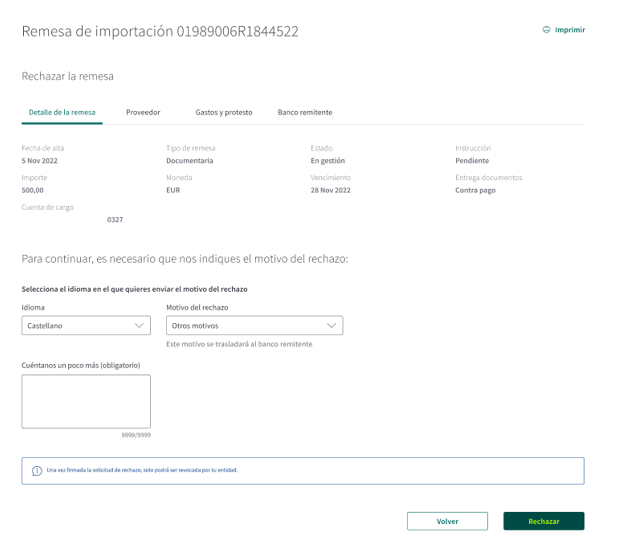 Remesa de importación 01989006R1844522
Imprimir
Rechazar la remesa
Detalle de la remesa Proveedor Gastos y protesto Banco remitente
Fecha de alta Tipo de remesa Estado Instrucción
5 Nov 2022 Documentaria En gestión Pendiente
Importe Moneda Vencimiento Entrega documentos
500,00 EUR 28 Nov 2022 Contra pago
Cuenta de cargo
0327
Para continuar, es necesario que nos indiques el motivo del rechazo:
Selecciona el idioma en el que quieres enviar el motivo del rechazo
Idioma Motivo del rechazo
Castellano Otros motivos
Este motivo se trasladará al banco remitente
Cuéntanos un poco más (obligatorio)
9999/9999
Una vez firmada la solicitud de rechazo, solo podrá ser revocada por tu entidad.
Volver Rechazar